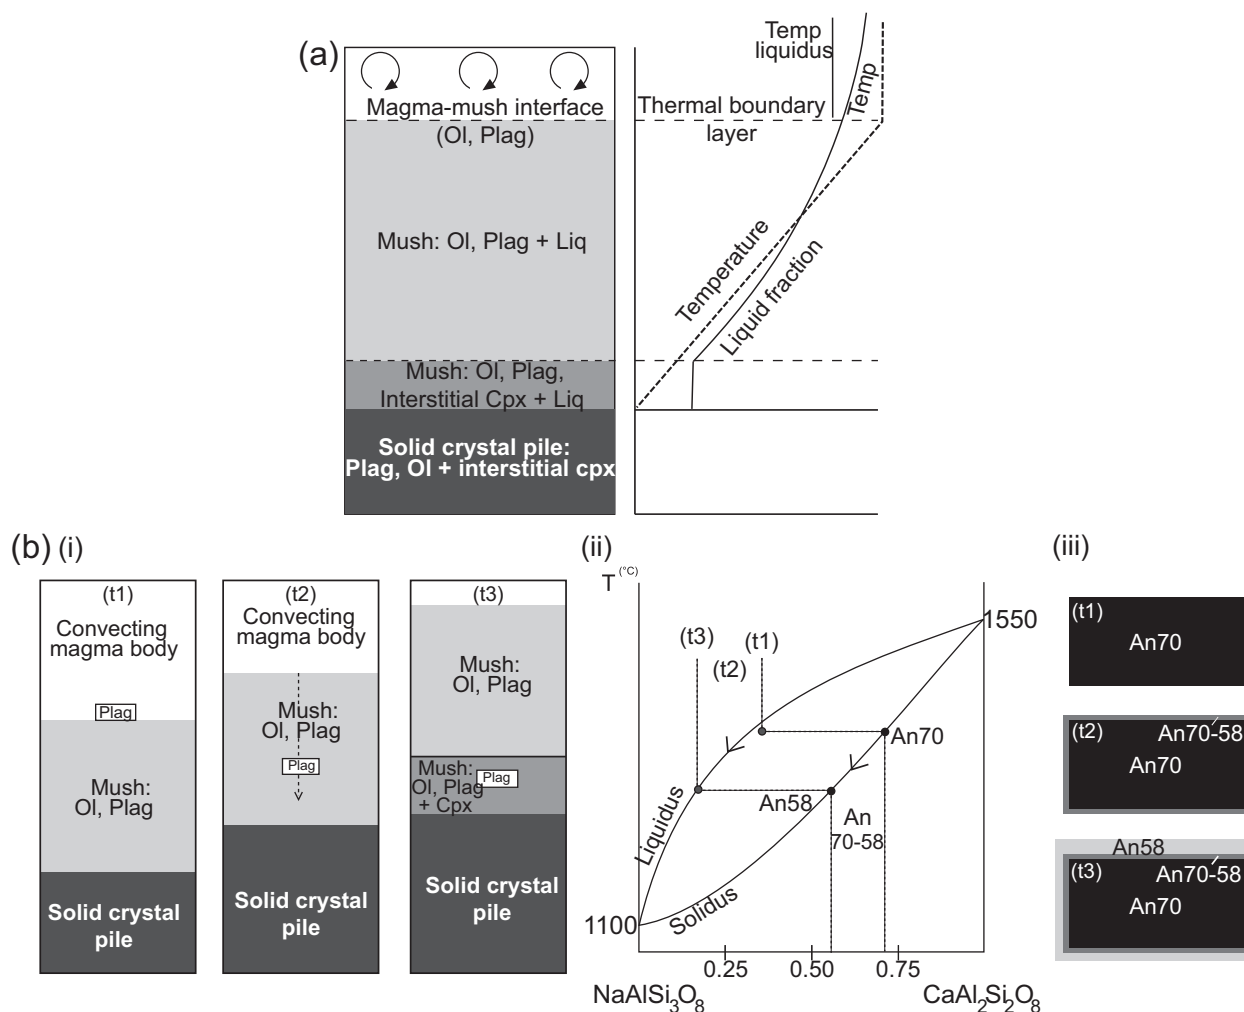 (a)
Magma-mush interface
(Ol, Plag)
Mush: Ol, Plag + Liq
Mush: Ol, Plag,
Interstitial Cpx + Liq
Solid crystal pile:
Plag, Ol + interstitial cpx
Temp
liquidus
Temp
Thermal boundary
layer
Temperature
Liquid fraction
(b) (i)
(t1)
Convecting
magma body
Plag
Mush:
Ol, Plag
Solid crystal
pile
(t2)
Convecting
magma body
Mush:
Ol, Plag
Plag
Solid crystal
pile
(t3)
Mush:
Ol, Plag
Mush:
Ol, Plag
+ Cpx
Plag
Solid crystal
pile
(ii)
T (°C)
1550
(t3)
(t1)
(t2)
An70
An58
An
70-58
Liquidus
Solidus
1100
0.25
0.50
0.75
NaAlSi3O8
CaAl2Si2O8
(iii)
(t1)
An70
(t2)
An70-58
An70
An58
(t3)
An70-58
An70